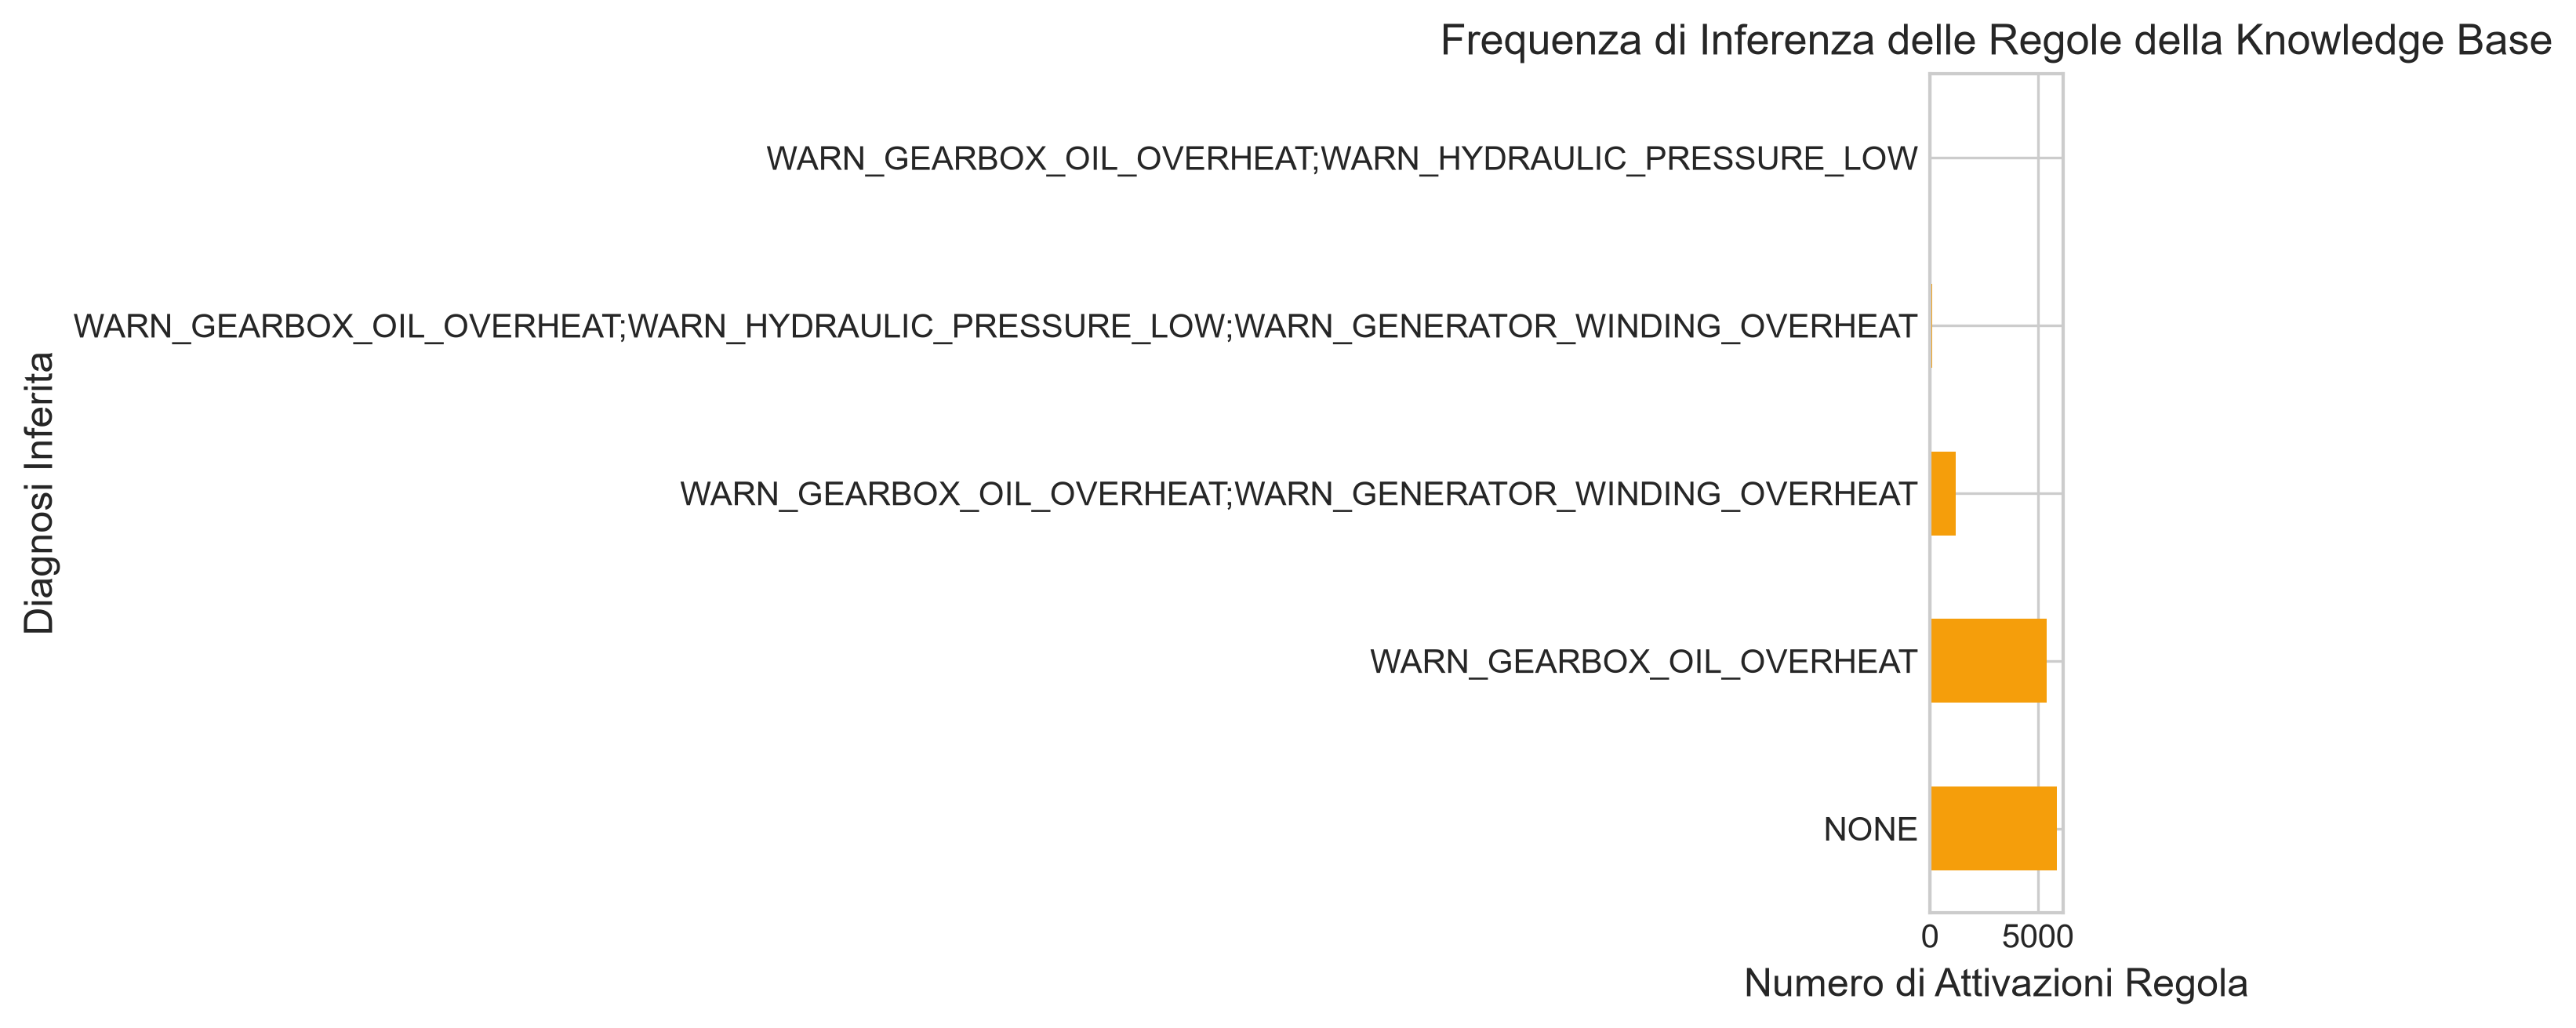 Frequenza di Inferenza delle Regole della Knowledge Base
WARN_GEARBOX_OIL_OVERHEAT;WARN_HYDRAULIC_PRESSURE_LOW
WARN_GEARBOX_OIL_OVERHEAT;WARN_HYDRAULIC_PRESSURE_LOW;WARN_GENERATOR_WINDING_OVERHEAT
WARN_GEARBOX_OIL_OVERHEAT;WARN_GENERATOR_WINDING_OVERHEAT
WARN_GEARBOX_OIL_OVERHEAT
NONE
Diagnosi Inferita
0 5000
Numero di Attivazioni Regola